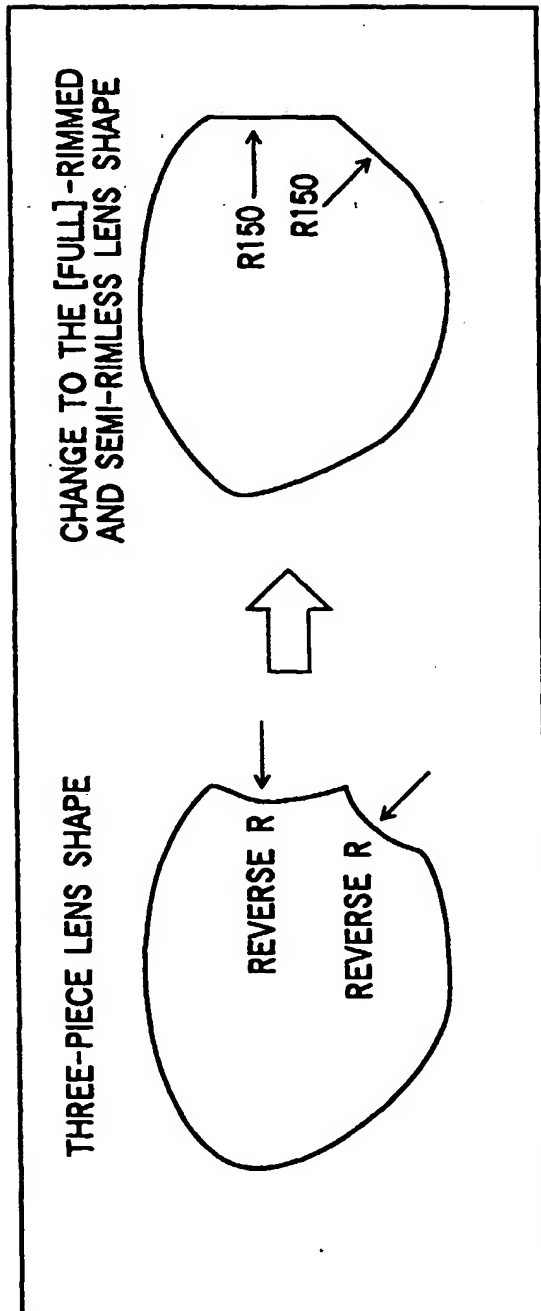 THREE-PIECE LENS SHAPE
REVERSE R
REVERSE R
CHANGE TO THE [FULL]-RIMMED
AND SEMI-RIMLESS LENS SHAPE
R150
R150